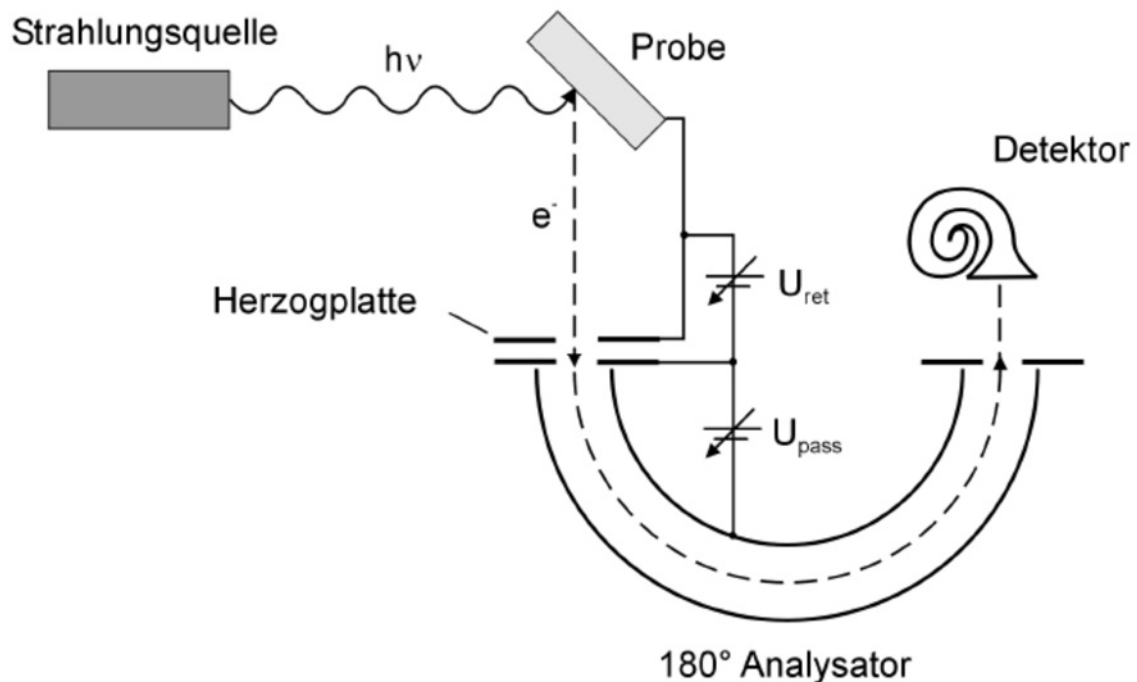 Strahlungsquelle
hν
Probe
Detektor
e⁻
U_ret
Herzogplatte
U_pass
180° Analysator